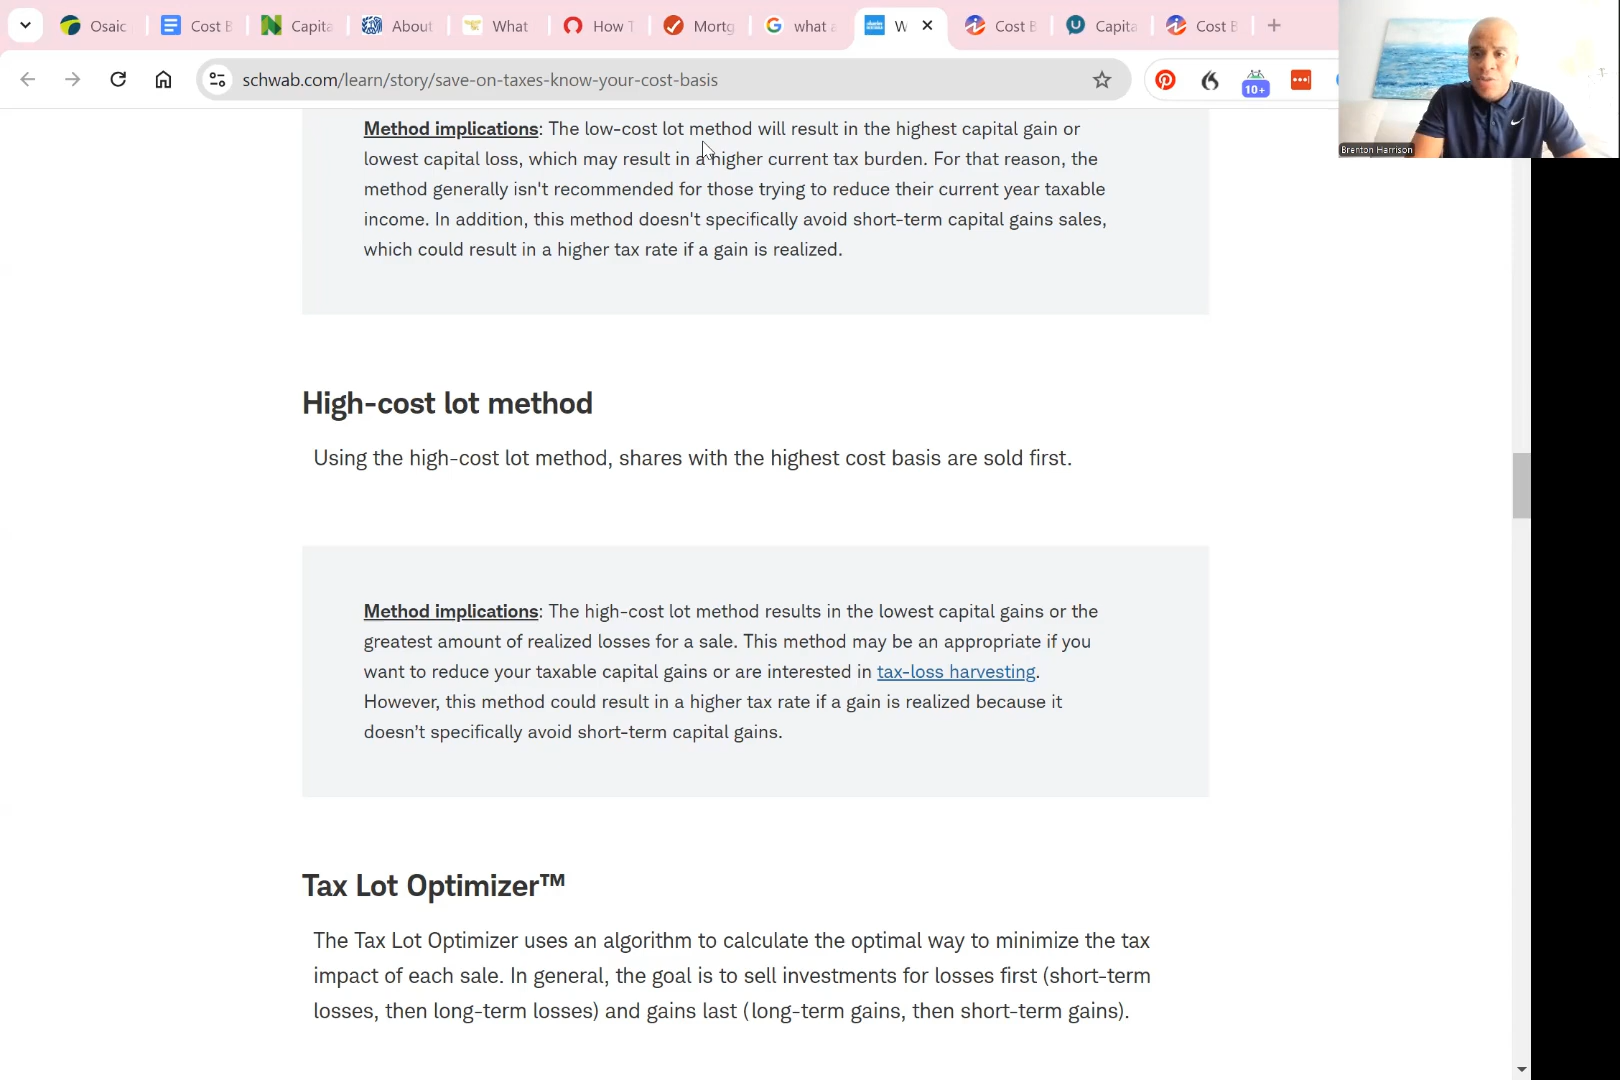 Osaic
Cost B
Capita
About
What
How T
Mortg
what a
W
Cost B
Capita
Cost B
schwab.com/learn/story/save-on-taxes-know-your-cost-basis
10+
Brenton Harrison
Method implications: The low-cost lot method will result in the highest capital gain or
lowest capital loss, which may result in a higher current tax burden. For that reason, the
method generally isn't recommended for those trying to reduce their current year taxable
income. In addition, this method doesn't specifically avoid short-term capital gains sales,
which could result in a higher tax rate if a gain is realized.
High-cost lot method
Using the high-cost lot method, shares with the highest cost basis are sold first.
Method implications: The high-cost lot method results in the lowest capital gains or the
greatest amount of realized losses for a sale. This method may be an appropriate if you
want to reduce your taxable capital gains or are interested in tax-loss harvesting.
However, this method could result in a higher tax rate if a gain is realized because it
doesn't specifically avoid short-term capital gains.
Tax Lot Optimizer™
The Tax Lot Optimizer uses an algorithm to calculate the optimal way to minimize the tax
impact of each sale. In general, the goal is to sell investments for losses first (short-term
losses, then long-term losses) and gains last (long-term gains, then short-term gains).